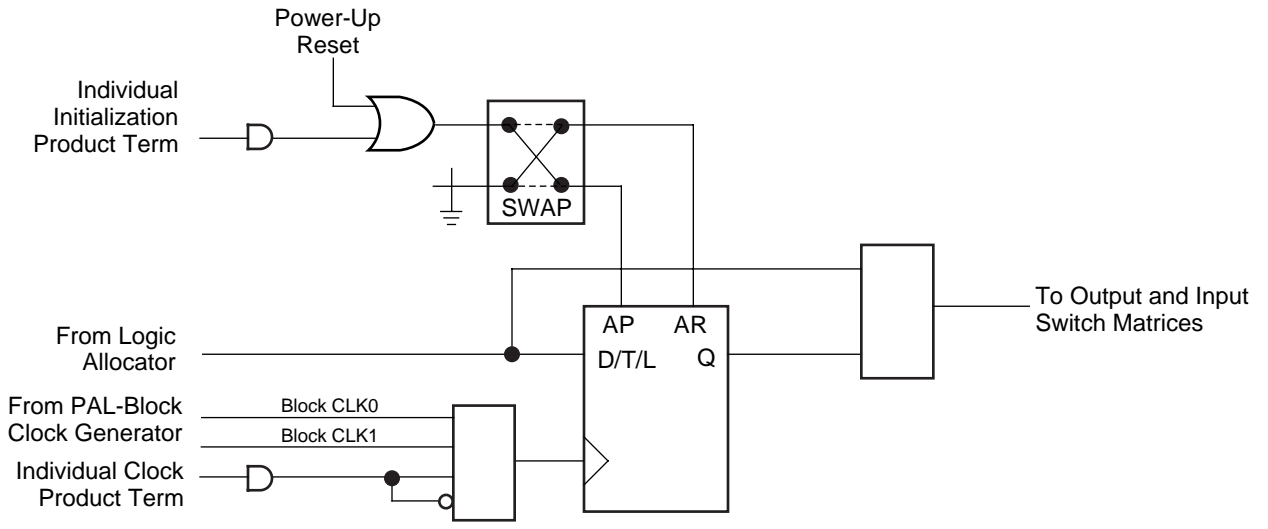 Power-Up
Reset
Individual
Initialization
Product Term
SWAP
To Output and Input
Switch Matrices
AP AR
From Logic
Allocator
D/T/L Q
From PAL-Block
Clock Generator
Block CLK0
Block CLK1
Individual Clock
Product Term